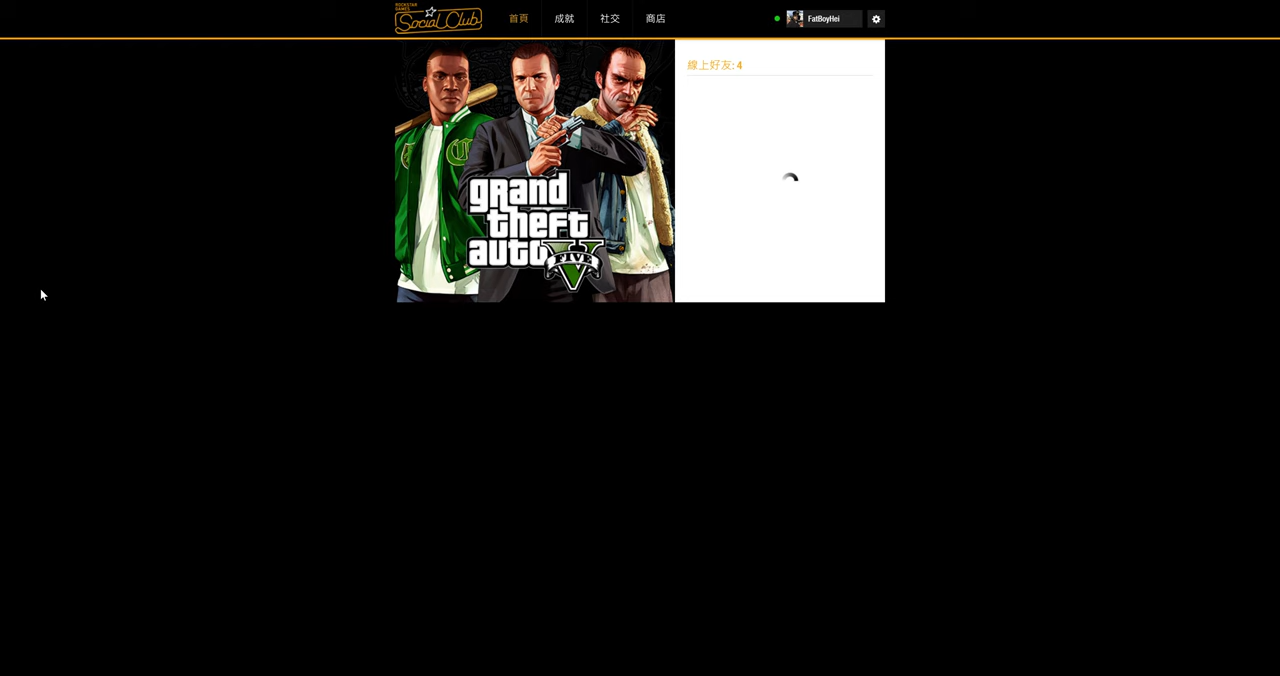 ROCKSTAR GAMES
Social Club
首頁 成就 社交 商店
FatBoyHei
線上好友: 4
grand
theft
auto
FIVE